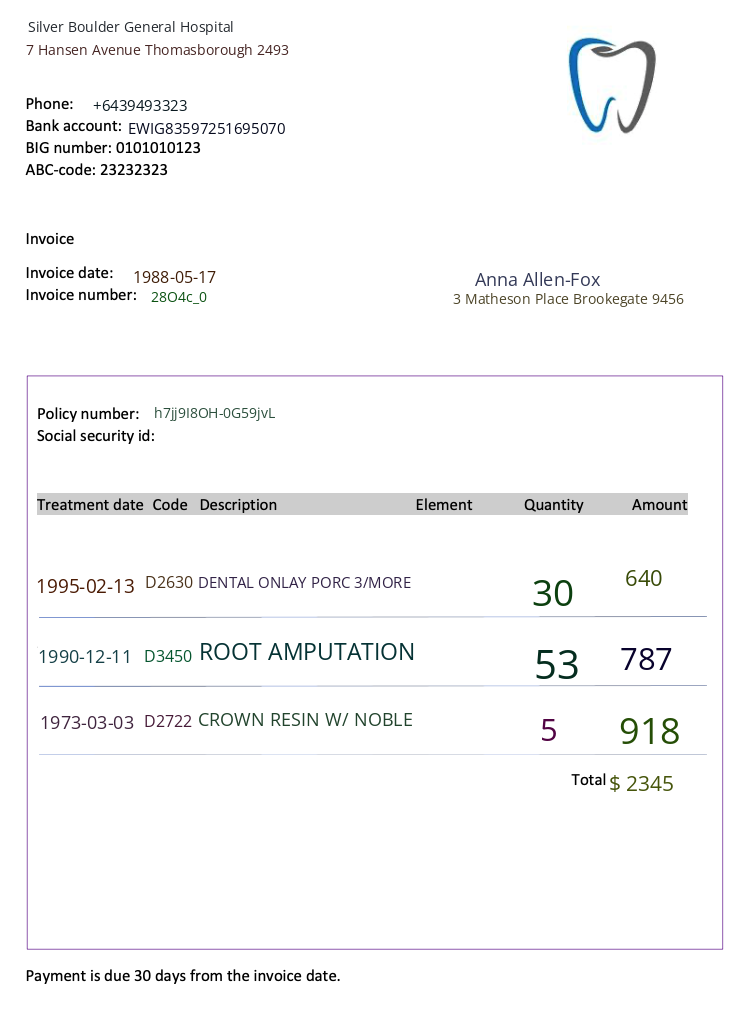 Silver Boulder General Hospital
7 Hansen Avenue Thomasborough 2493
Phone: +6439493323
Bank account: EWIG83597251695070
BIG number: 0101010123
ABC-code: 23232323
Invoice
Invoice date: 1988-05-17
Invoice number: 28O4c_0
Anna Allen-Fox
3 Matheson Place Brookegate 9456
Policy number: h7jj9I8OH-0G59jvL
Social security id:
Treatment date Code Description Element Quantity Amount
1995-02-13 D2630 DENTAL ONLAY PORC 3/MORE 30 640
1990-12-11 D3450 ROOT AMPUTATION 53 787
1973-03-03 D2722 CROWN RESIN W/ NOBLE 5 918
Total $ 2345
Payment is due 30 days from the invoice date.